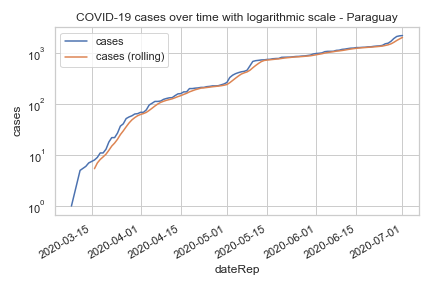 COVID-19 cases over time with logarithmic scale - Paraguay
cases
cases (rolling)
10³
10²
10¹
10⁰
cases
2020-03-15
2020-04-01
2020-04-15
2020-05-01
2020-05-15
2020-06-01
2020-06-15
2020-07-01
dateRep